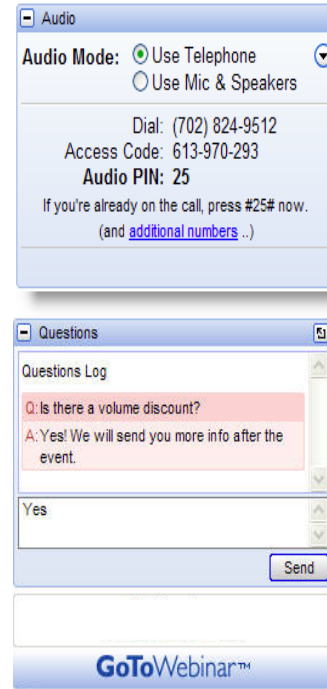 Audio
Audio Mode: Use Telephone
Use Mic & Speakers
Dial: (702) 824-9512
Access Code: 613-970-293
Audio PIN: 25
If you're already on the call, press #25# now.
(and additional numbers ..)
Questions
Questions Log
Q: Is there a volume discount?
A: Yes! We will send you more info after the
event.
Yes
Send
GoToWebinar™